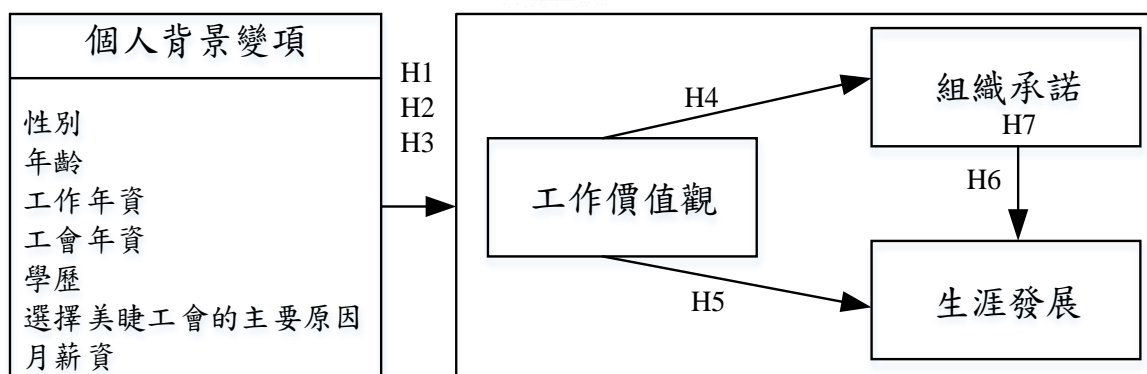 個人背景變項
性別
年齡
工作年資
工會年資
學歷
選擇美睫工會的主要原因
月薪資
H1
H2
H3
工作價值觀
H4
組織承諾
H7
H6
H5
生涯發展